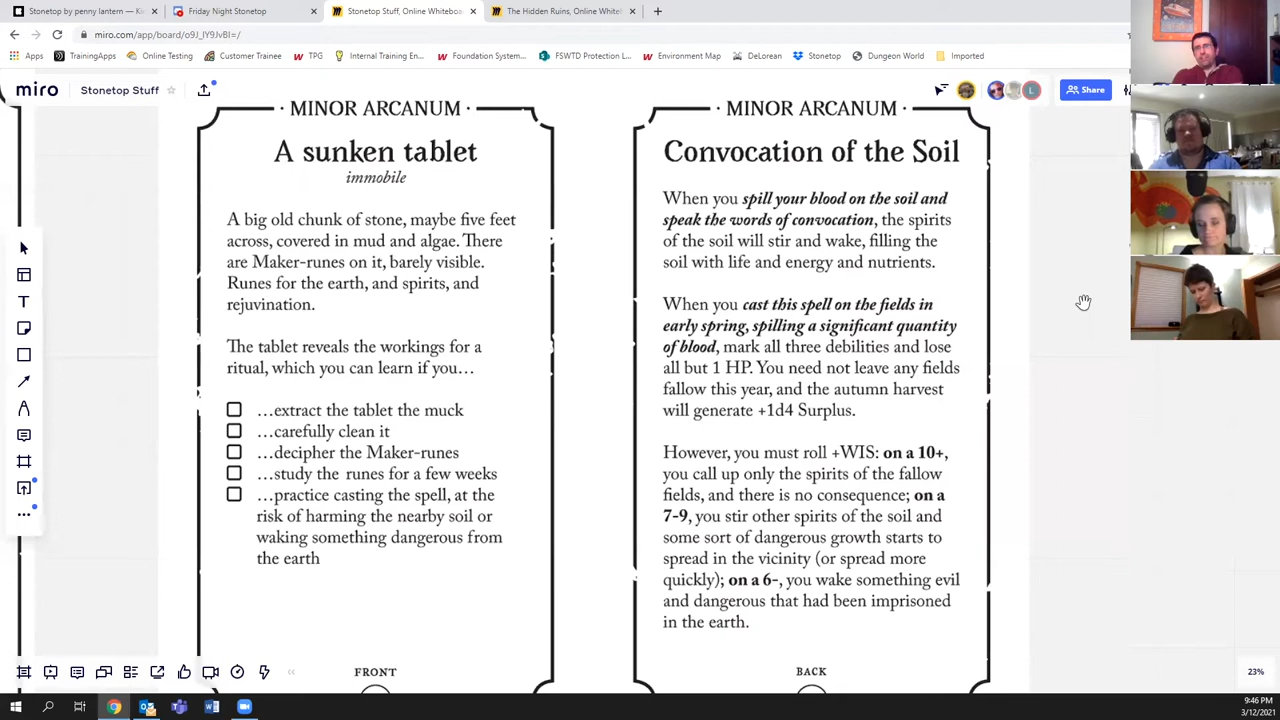 Stonetop by penny lantern — Ki
Friday Night Stonetop
Stonetop Stuff, Online Whiteboa
The Hidden Ruins, Online White
miro.com/app/board/o9J_lY9JvBI=/
Apps
TrainingApps
Online Testing
Customer Trainee
TPG
Internal Training En...
Foundation System...
FSWTD Protection L...
Environment Map
DeLorean
Stonetop
Dungeon World
Imported
miro
Stonetop Stuff
L
Share
· MINOR ARCANUM ·
A sunken tablet
immobile
A big old chunk of stone, maybe five feet
across, covered in mud and algae. There
are Maker-runes on it, barely visible.
Runes for the earth, and spirits, and
rejuvination.
The tablet reveals the workings for a
ritual, which you can learn if you…
…extract the tablet the muck
…carefully clean it
…decipher the Maker-runes
…study the runes for a few weeks
…practice casting the spell, at the
risk of harming the nearby soil or
waking something dangerous from
the earth
FRONT
· MINOR ARCANUM ·
Convocation of the Soil
When you spill your blood on the soil and
speak the words of convocation, the spirits
of the soil will stir and wake, filling the
soil with life and energy and nutrients.
When you cast this spell on the fields in
early spring, spilling a significant quantity
of blood, mark all three debilities and lose
all but 1 HP. You need not leave any fields
fallow this year, and the autumn harvest
will generate +1d4 Surplus.
However, you must roll +WIS: on a 10+,
you call up only the spirits of the fallow
fields, and there is no consequence; on a
7-9, you stir other spirits of the soil and
some sort of dangerous growth starts to
spread in the vicinity (or spread more
quickly); on a 6-, you wake something evil
and dangerous that had been imprisoned
in the earth.
BACK
23%
9:46 PM
3/12/2021